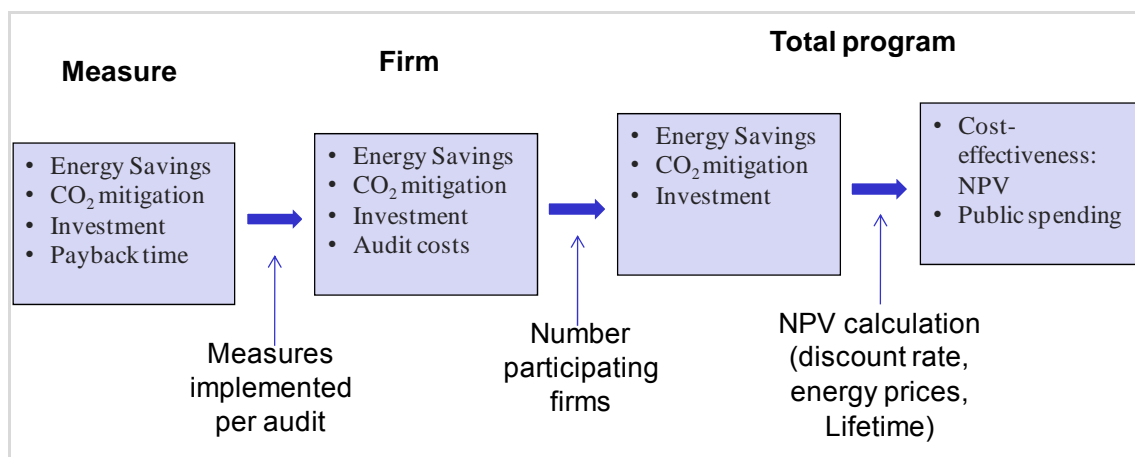 Measure
Firm
Total program
• Energy Savings
• CO₂ mitigation
• Investment
• Payback time
• Energy Savings
• CO₂ mitigation
• Investment
• Audit costs
• Energy Savings
• CO₂ mitigation
• Investment
• Cost-
effectiveness:
NPV
• Public spending
Measures
implemented
per audit
Number
participating
firms
NPV calculation
(discount rate,
energy prices,
Lifetime)